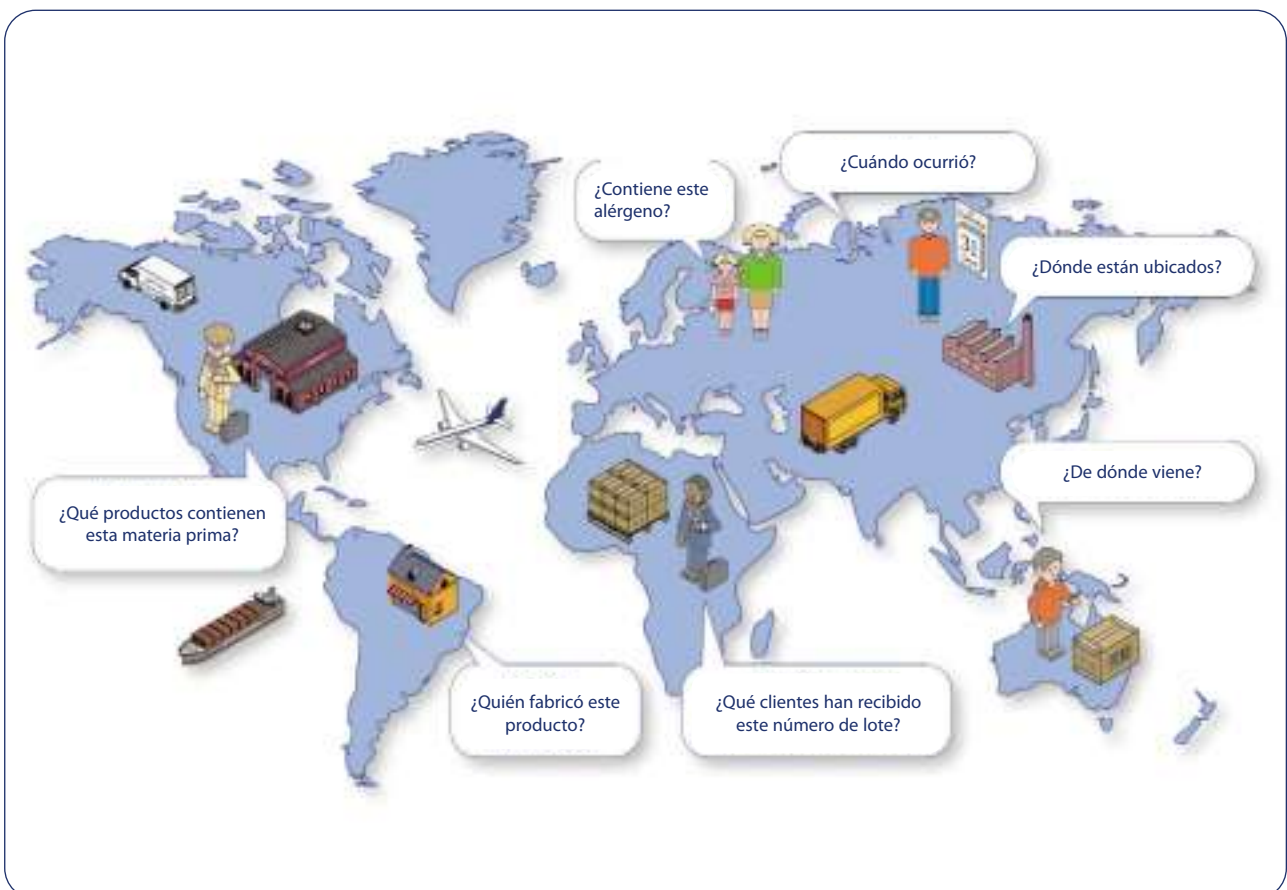 ¿Cuándo ocurrió?
¿Contiene este
alérgeno?
¿Dónde están ubicados?
¿De dónde viene?
¿Qué productos contienen
esta materia prima?
¿Quién fabricó este
producto?
¿Qué clientes han recibido
este número de lote?